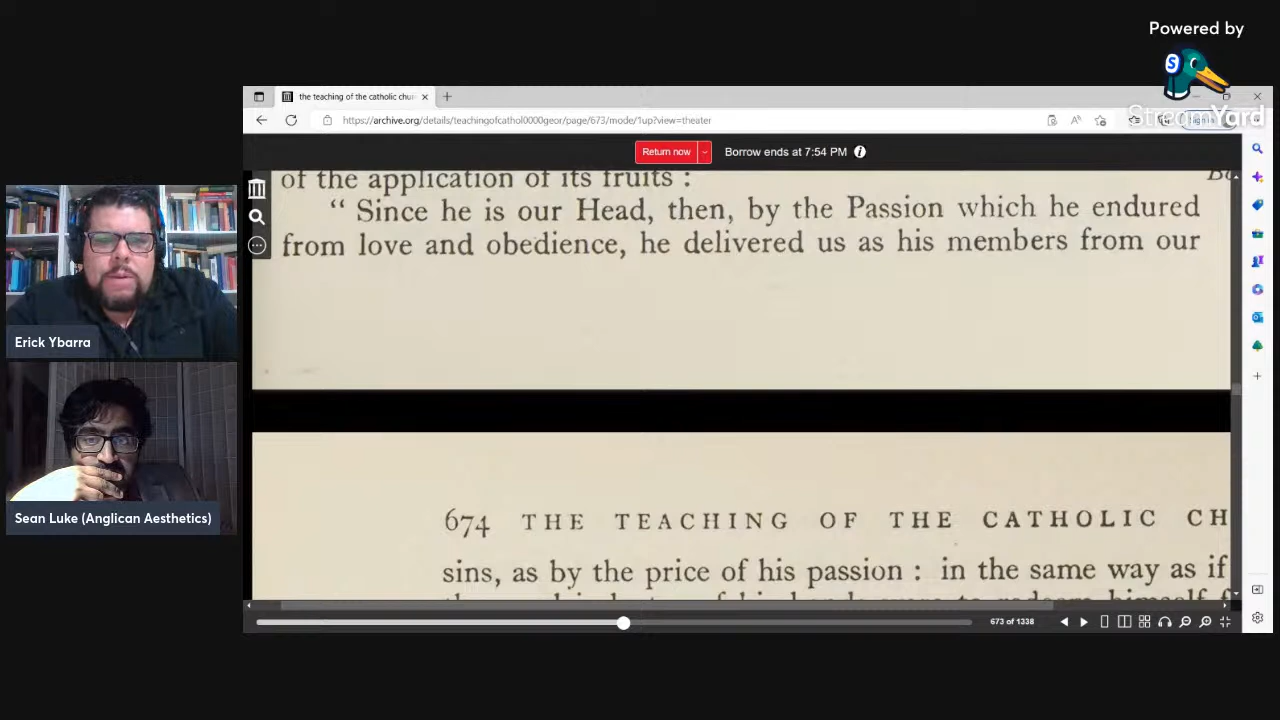 Powered by
StreamYard
the teaching of the catholic chu
https://archive.org/details/teachingofcathol0000geor/page/673/mode/1up?view=theater
Sign in
Return now
Borrow ends at 7:54 PM
of the application of its fruits :
“ Since he is our Head, then, by the Passion which he endured
from love and obedience, he delivered us as his members from our
674 THE TEACHING OF THE CATHOLIC CH
sins, as by the price of his passion : in the same way as if
673 of 1338
Erick Ybarra
Sean Luke (Anglican Aesthetics)